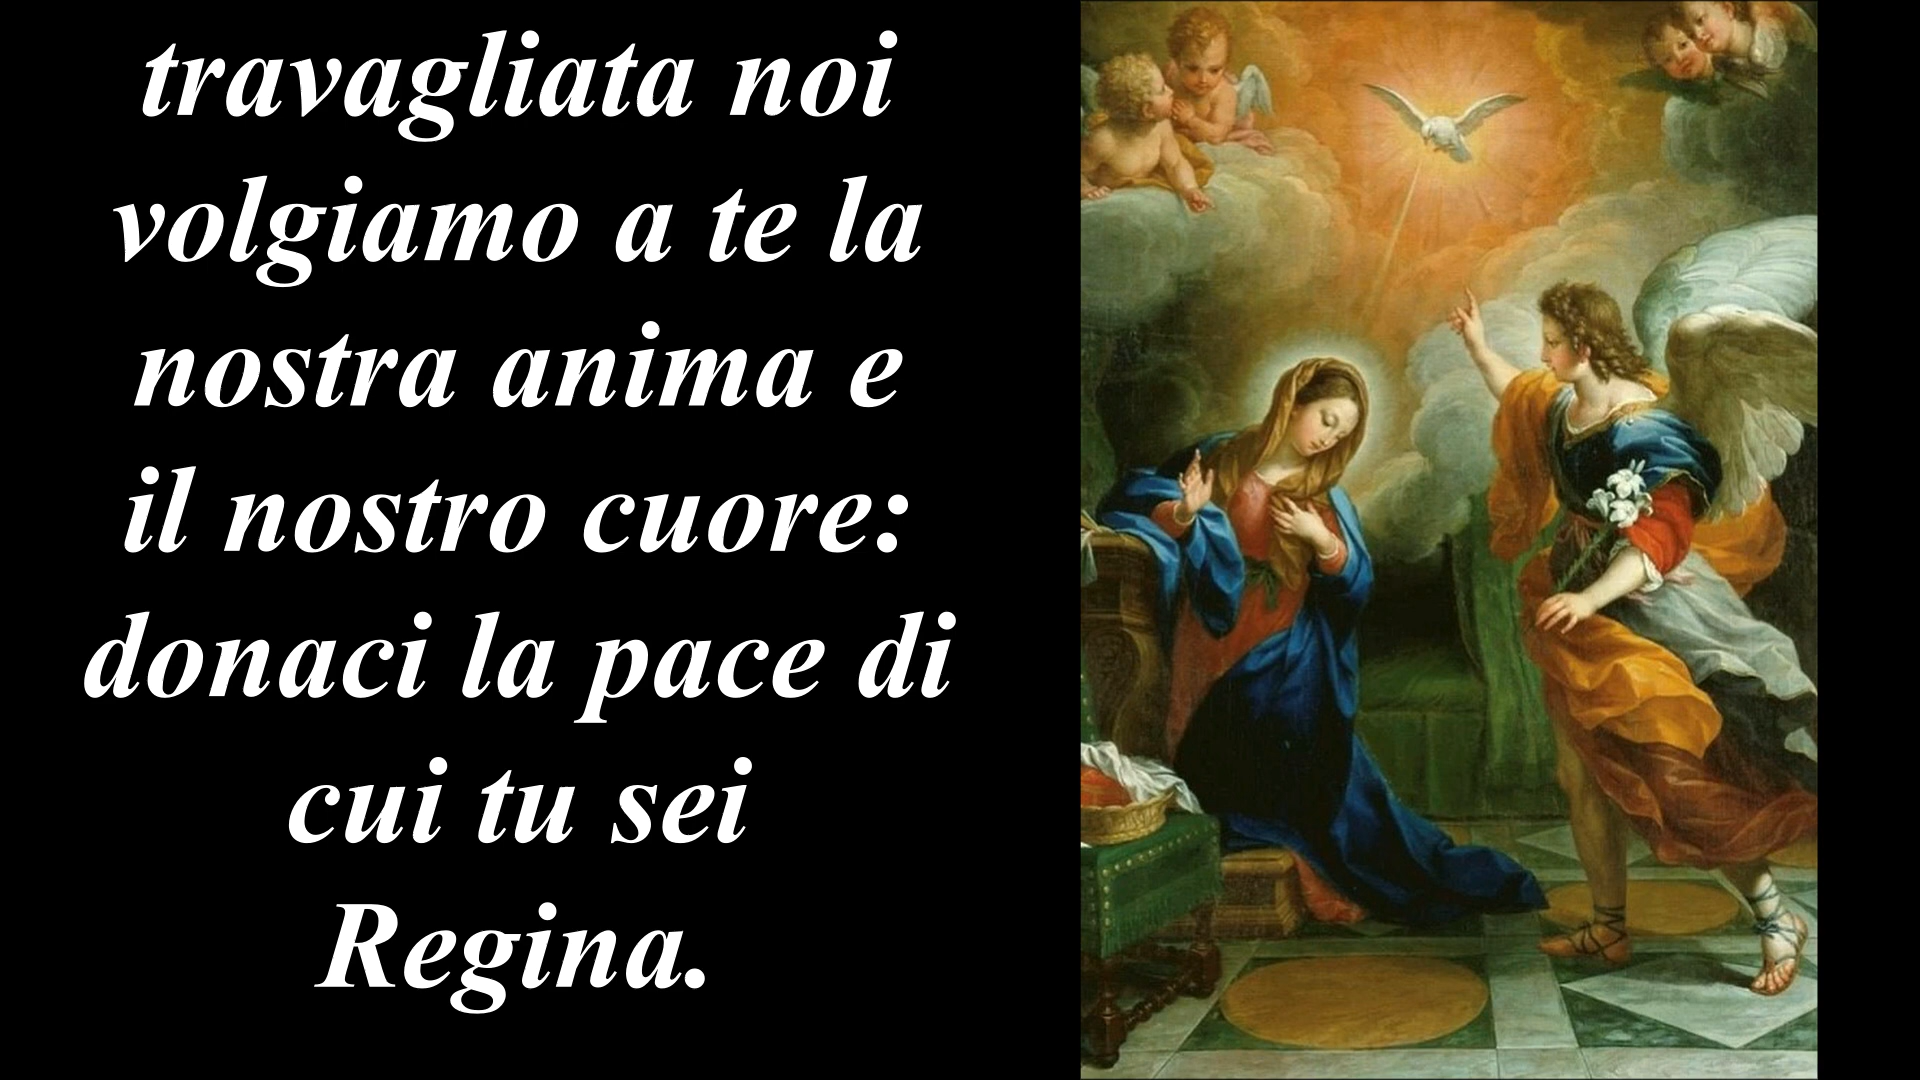 travagliata noi
volgiamo a te la
nostra anima e
il nostro cuore:
donaci la pace di
cui tu sei
Regina.